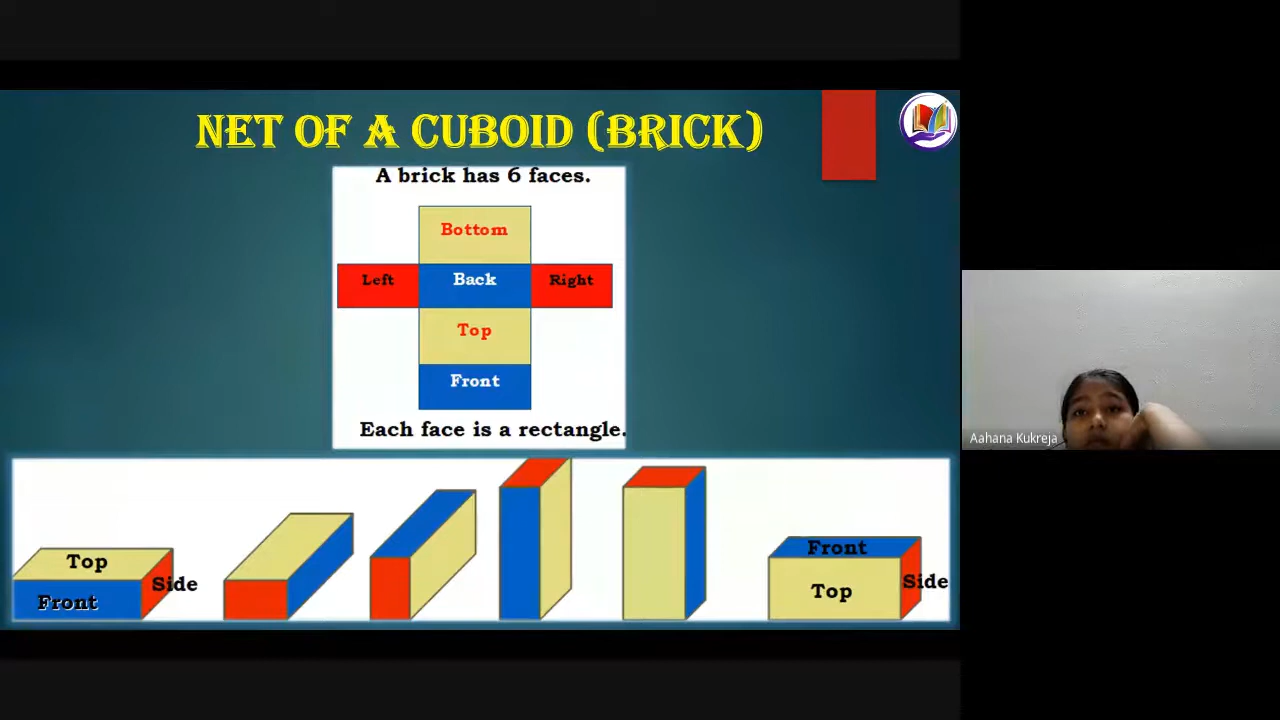 NET OF A CUBOID (BRICK)
A brick has 6 faces.
Bottom
Left Back Right
Top
Front
Each face is a rectangle.
Top
Front
Side
Front
Top
Side
Aahana Kukreja